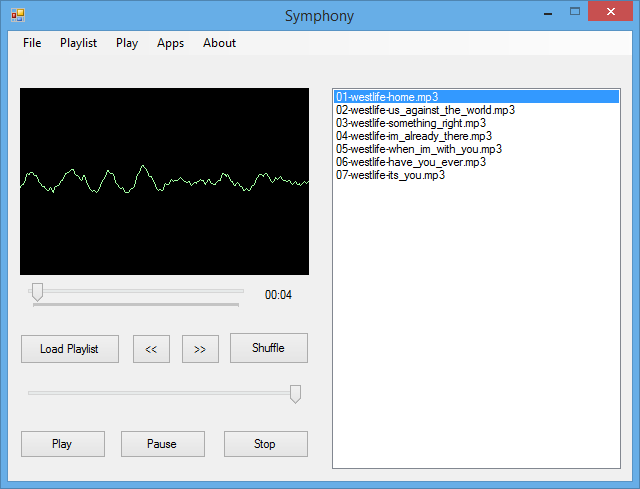 Symphony
File Playlist Play Apps About
01-westlife-home.mp3
02-westlife-us_against_the_world.mp3
03-westlife-something_right.mp3
04-westlife-im_already_there.mp3
05-westlife-when_im_with_you.mp3
06-westlife-have_you_ever.mp3
07-westlife-its_you.mp3
00:04
Load Playlist << >> Shuffle
Play Pause Stop